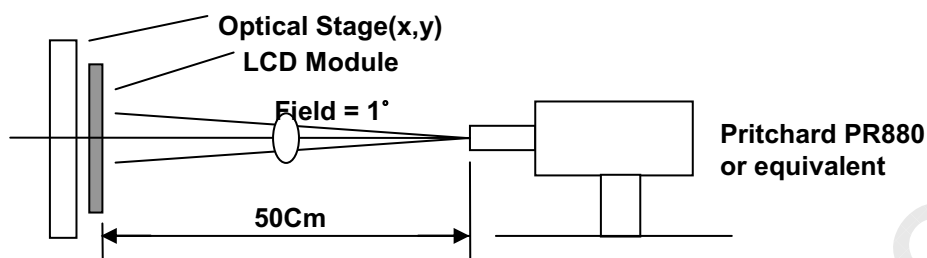 Optical Stage(x,y)
LCD Module
Field = 1˚
Pritchard PR880
or equivalent
50Cm